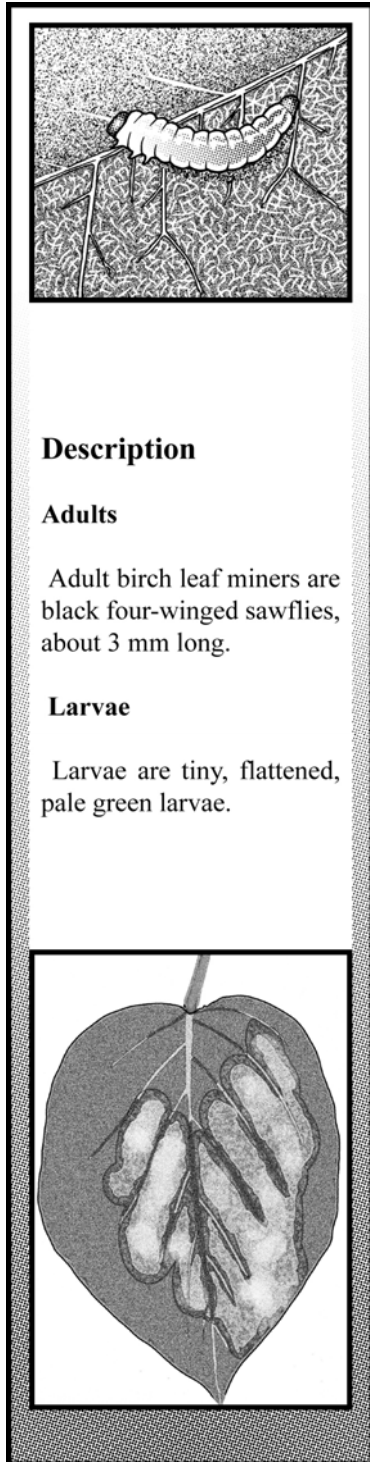 Description
Adults
Adult birch leaf miners are
black four-winged sawflies,
about 3 mm long.
Larvae
Larvae are tiny, flattened,
pale green larvae.